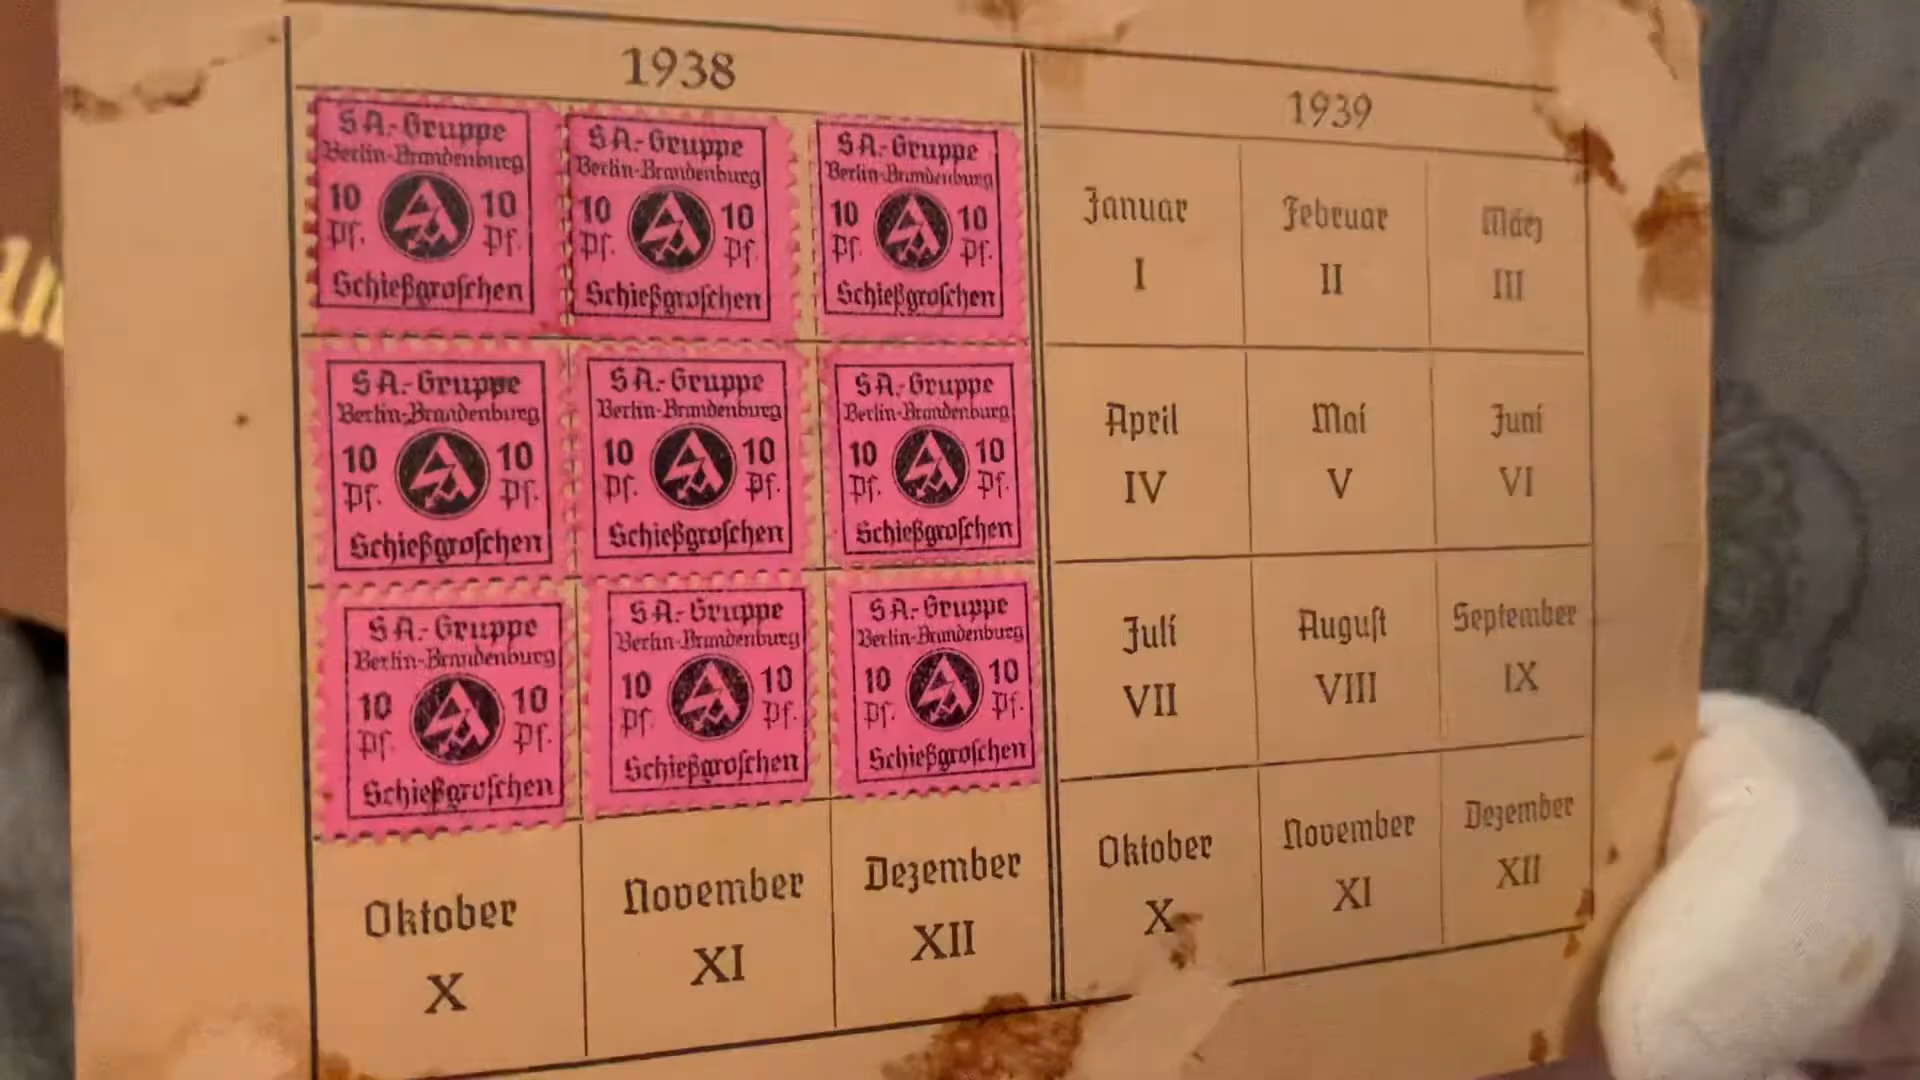 1938
SA.-Gruppe
Berlin-Brandenburg
10 10
Pf. Pf.
Schießgroschen
SA.-Gruppe
Berlin-Brandenburg
10 10
Pf. Pf.
Schießgroschen
SA.-Gruppe
Berlin-Brandenburg
10 10
Pf. Pf.
Schießgroschen
SA.-Gruppe
Berlin-Brandenburg
10 10
Pf. Pf.
Schießgroschen
SA.-Gruppe
Berlin-Brandenburg
10 10
Pf. Pf.
Schießgroschen
SA.-Gruppe
Berlin-Brandenburg
10 10
Pf. Pf.
Schießgroschen
SA.-Gruppe
Berlin-Brandenburg
10 10
Pf. Pf.
Schießgroschen
SA.-Gruppe
Berlin-Brandenburg
10 10
Pf. Pf.
Schießgroschen
SA.-Gruppe
Berlin-Brandenburg
10 10
Pf. Pf.
Schießgroschen
Oktober November Dezember
X XI XII
1939
Januar Februar März
I II III
April Mai Juni
IV V VI
Juli August September
VII VIII IX
Oktober November Dezember
X XI XII